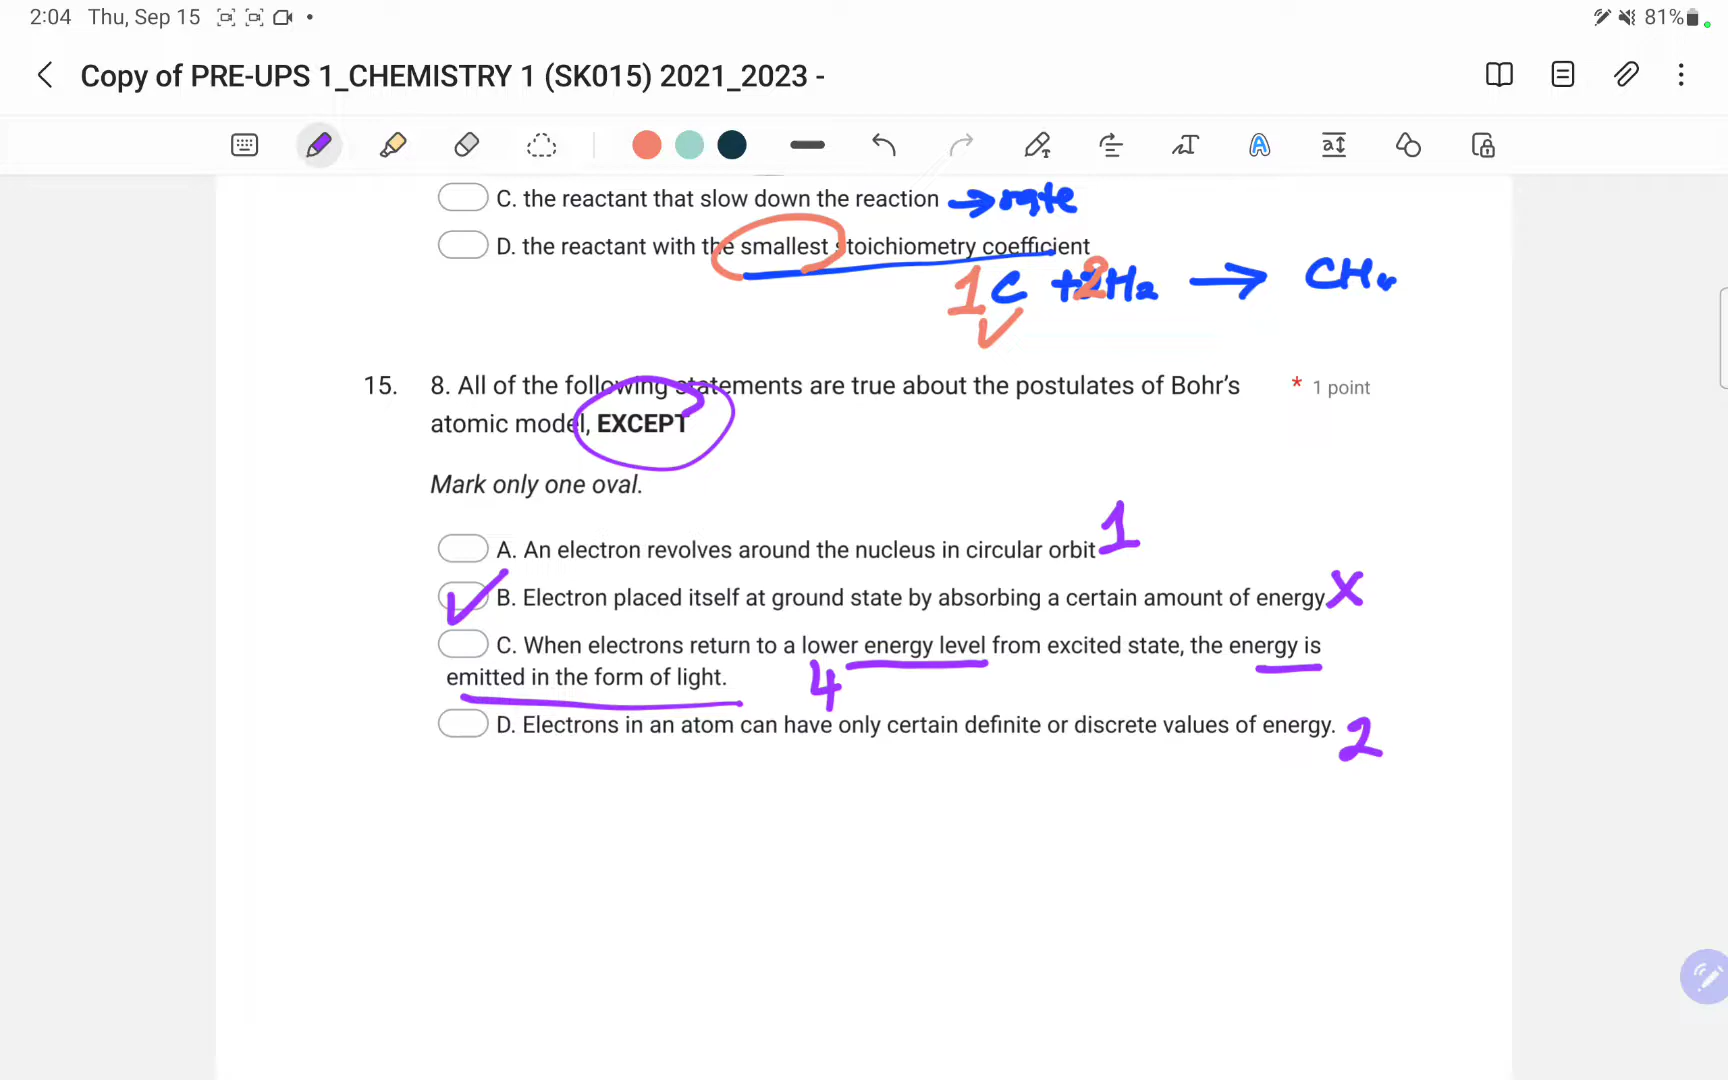 2:04 Thu, Sep 15 81%
Copy of PRE-UPS 1_CHEMISTRY 1 (SK015) 2021_2023 -
C. the reactant that slow down the reaction → rate
D. the reactant with the smallest stoichiometry coefficient
1C + 2H₂ → CH₄
15. 8. All of the following statements are true about the postulates of Bohr's * 1 point
atomic model, EXCEPT
Mark only one oval.
A. An electron revolves around the nucleus in circular orbit 1
B. Electron placed itself at ground state by absorbing a certain amount of energy. X
C. When electrons return to a lower energy level from excited state, the energy is
emitted in the form of light. 4
D. Electrons in an atom can have only certain definite or discrete values of energy. 2